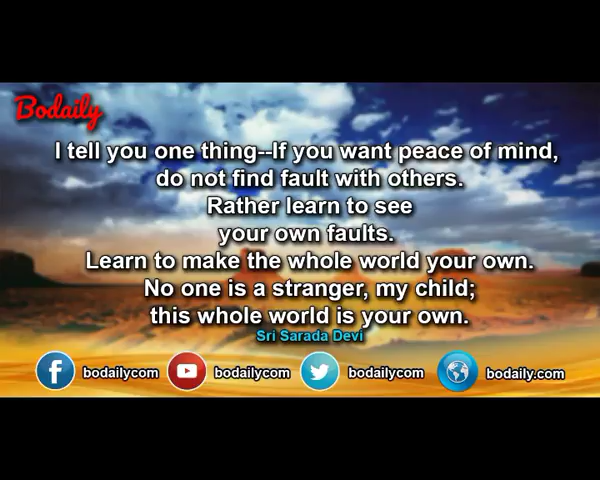 Bodaily
I tell you one thing--If you want peace of mind,
do not find fault with others.
Rather learn to see
your own faults.
Learn to make the whole world your own.
No one is a stranger, my child;
this whole world is your own.
Sri Sarada Devi
f bodailycom bodailycom bodailycom bodaily.com